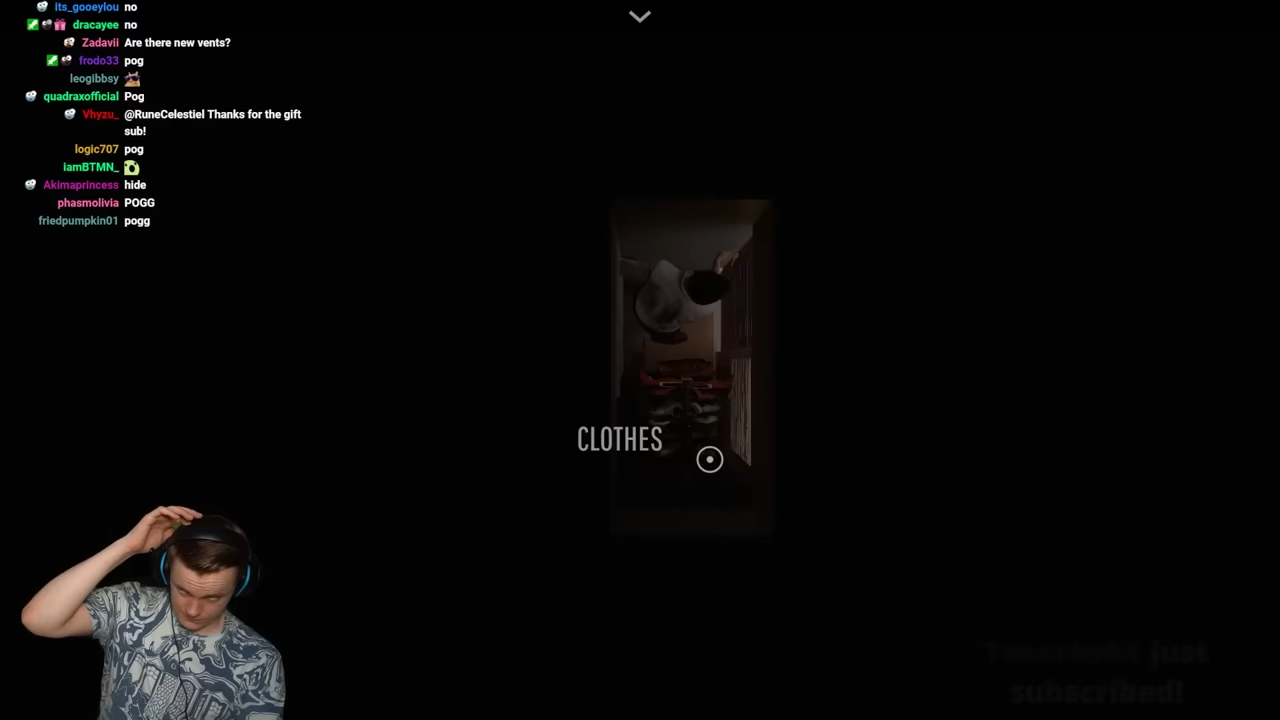 its_gooeylou no
dracayee no
Zadavii Are there new vents?
frodo33 pog
leogibbsy
quadraxofficial Pog
Vhyzu_ @RuneCelestiel Thanks for the gift
sub!
logic707 pog
iamBTMN_
Akimaprincess hide
phasmolivia POGG
friedpumpkin01 pogg
CLOTHES
just
subscribed!